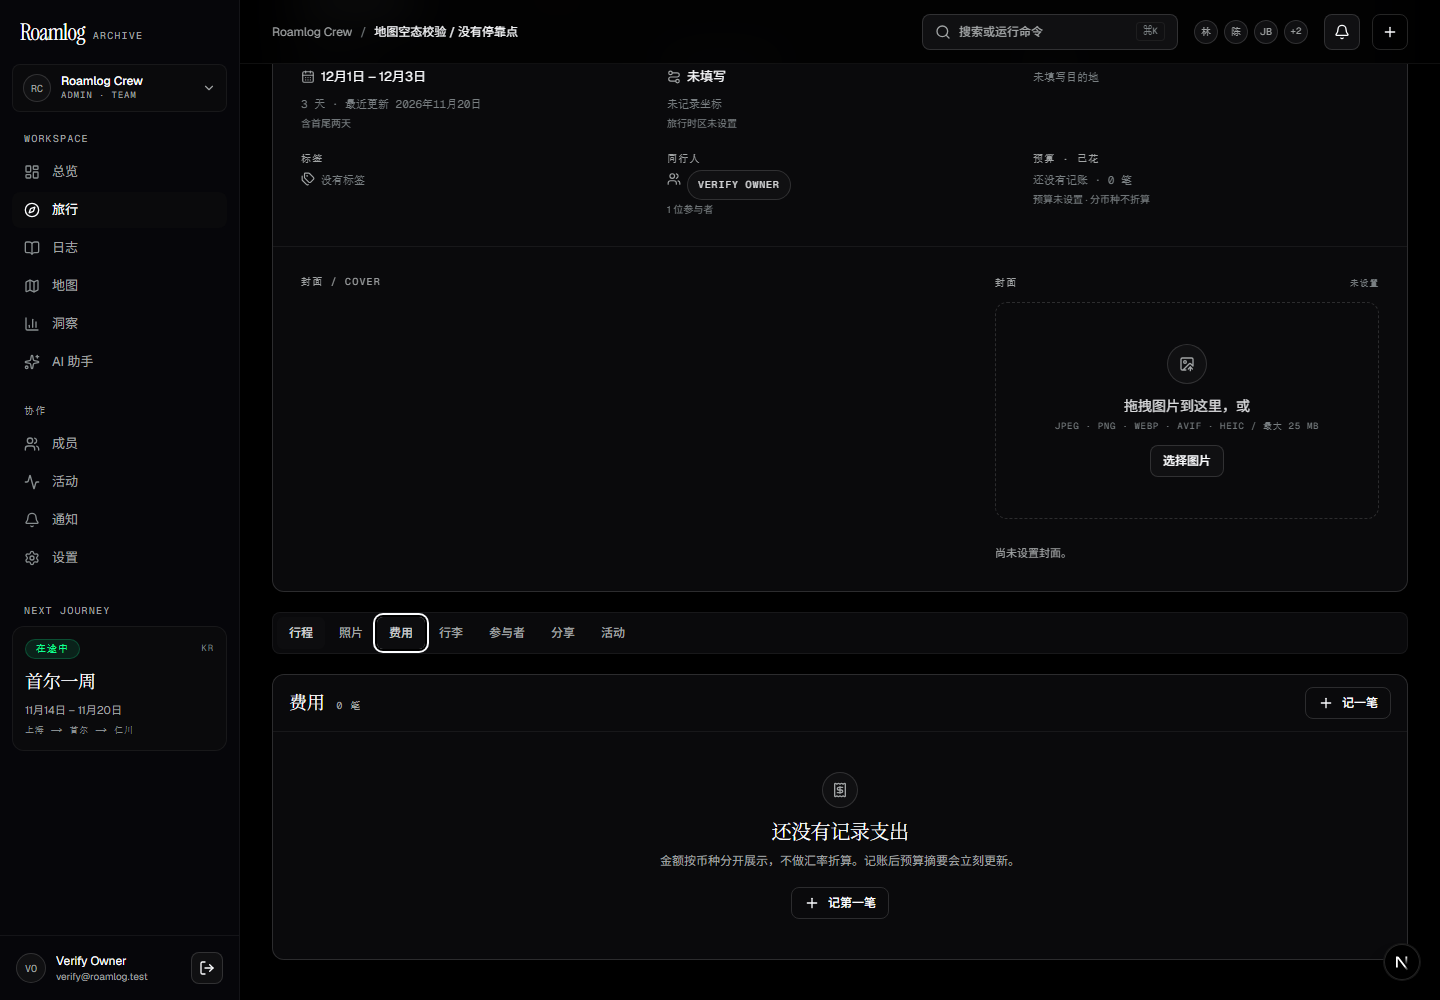 Roamlog ARCHIVE
RC
Roamlog Crew
ADMIN · TEAM
WORKSPACE
总览
旅行
日志
地图
洞察
AI 助手
协作
成员
活动
通知
设置
NEXT JOURNEY
在途中
KR
首尔一周
11月14日 – 11月20日
上海 → 首尔 → 仁川
VO
Verify Owner
verify@roamlog.test
Roamlog Crew / 地图空态校验 / 没有停靠点
搜索或运行命令
⌘K
林
陈
JB
+2
12月1日 – 12月3日
3 天 · 最近更新 2026年11月20日
含首尾两天
未填写
未记录坐标
旅行时区未设置
未填写目的地
标签
没有标签
同行人
VERIFY OWNER
1 位参与者
预算 · 已花
还没有记账 · 0 笔
预算未设置 · 分币种不折算
封面 / COVER
封面
未设置
拖拽图片到这里，或
JPEG · PNG · WEBP · AVIF · HEIC / 最大 25 MB
选择图片
尚未设置封面。
行程
照片
费用
行李
参与者
分享
活动
费用 0 笔
记一笔
还没有记录支出
金额按币种分开展示，不做汇率折算。记账后预算摘要会立刻更新。
记第一笔
N